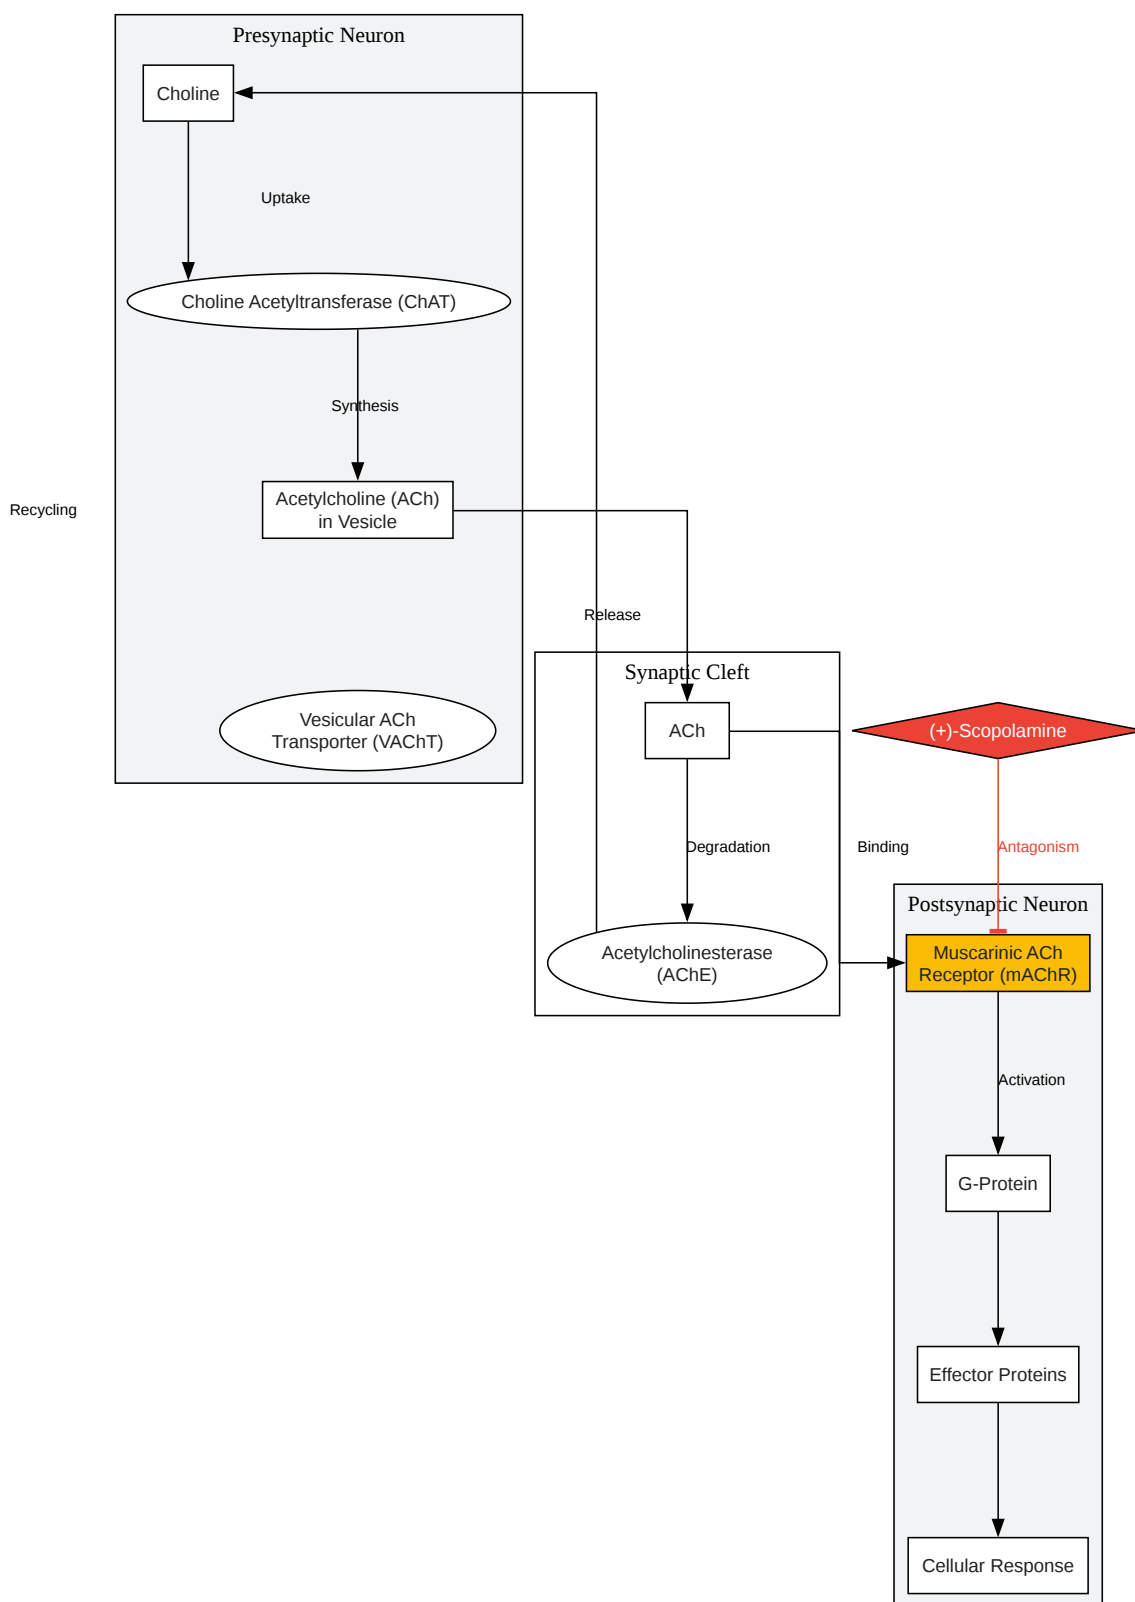 Presynaptic Neuron
Choline
Uptake
Choline Acetyltransferase (ChAT)
Synthesis
Acetylcholine (ACh)
in Vesicle
Recycling
Release
Synaptic Cleft
Vesicular ACh
Transporter (VAChT)
ACh
(+)-Scopolamine
Degradation
Binding
Antagonism
Postsynaptic Neuron
Acetylcholinesterase
(AChE)
Muscarinic ACh
Receptor (mAChR)
Activation
G-Protein
Effector Proteins
Cellular Response